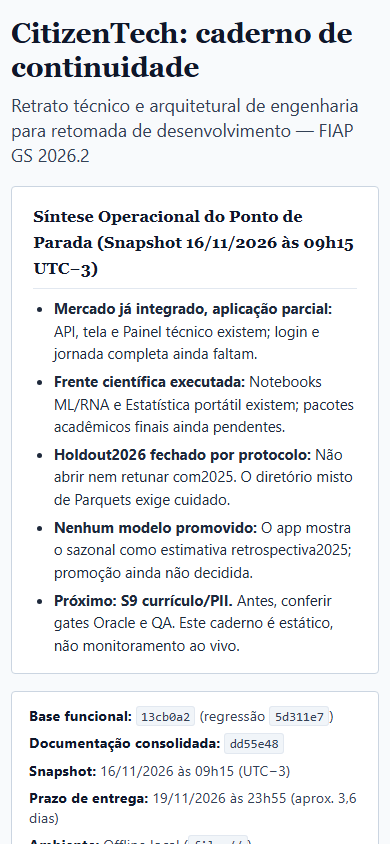 CitizenTech: caderno de
continuidade
Retrato técnico e arquitetural de engenharia
para retomada de desenvolvimento — FIAP
GS 2026.2
Síntese Operacional do Ponto de
Parada (Snapshot 16/11/2026 às 09h15
UTC−3)
• Mercado já integrado, aplicação parcial:
API, tela e Painel técnico existem; login e
jornada completa ainda faltam.
• Frente científica executada: Notebooks
ML/RNA e Estatística portátil existem; pacotes
acadêmicos finais ainda pendentes.
• Holdout2026 fechado por protocolo: Não
abrir nem retunar com2025. O diretório misto
de Parquets exige cuidado.
• Nenhum modelo promovido: O app mostra
o sazonal como estimativa retrospectiva2025;
promoção ainda não decidida.
• Próximo: S9 currículo/PII. Antes, conferir
gates Oracle e QA. Este caderno é estático,
não monitoramento ao vivo.
Base funcional: 13cb0a2 (regressão 5d311e7)
Documentação consolidada: dd55e48
Snapshot: 16/11/2026 às 09h15 (UTC−3)
Prazo de entrega: 19/11/2026 às 23h55 (aprox. 3,6
dias)
Ambiente: Offline local (file://)